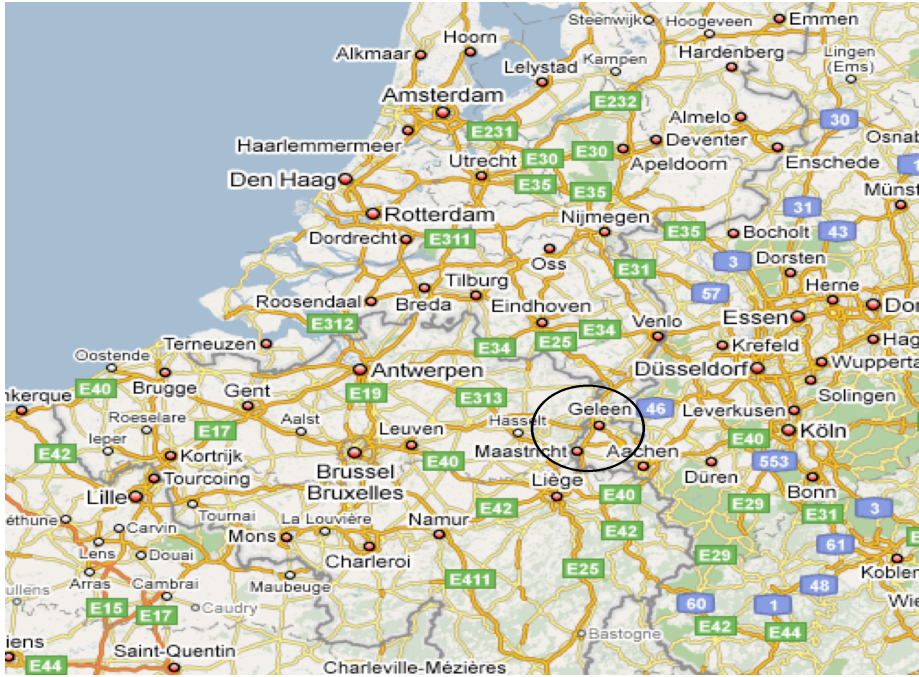 Steenwijk
Hoogeveen
Emmen
Alkmaar
Hoorn
Hardenberg
Lingen
(Ems)
Kampen
Lelystad
Amsterdam
E232
Almelo
30
E231
Haarlemmermeer
Deventer
Osnab
E30
E30
Utrecht
Apeldoorn
Enschede
1
Den Haag
E35
E35
Münst
Rotterdam
31
Nijmegen
Dordrecht
E311
E35
Bocholt
43
Oss
3
Dorsten
E31
Tilburg
Herne
57
Roosendaal
Breda
Eindhoven
Essen
Dor
E312
E34
Venlo
Terneuzen
E25
E34
Krefeld
Hag
Oostende
Antwerpen
Düsseldorf
Wupperta
E40
Brugge
E19
E313
Gent
Solingen
nkerque
Geleen
46
Leverkusen
Roeselare
Aalst
Hasselt
Ieper
E17
Leuven
E40
Köln
E42
Kortrijk
E40
Maastricht
Aachen
Brussel
Bruxelles
553
Tourcoing
Liège
Düren
Bonn
Lille
E40
E29
Tournai
La Louvière
Namur
E42
E31
3
éthune
Carvin
Mons
E42
Lens
Douai
Charleroi
61
E29
Arras
Cambrai
Maubeuge
E411
E25
Koblen
48
ullens
E15
E17
Caudry
60
1
Wie
E42
E44
Bastogne
iens
Saint-Quentin
E44
Charleville-Mézières